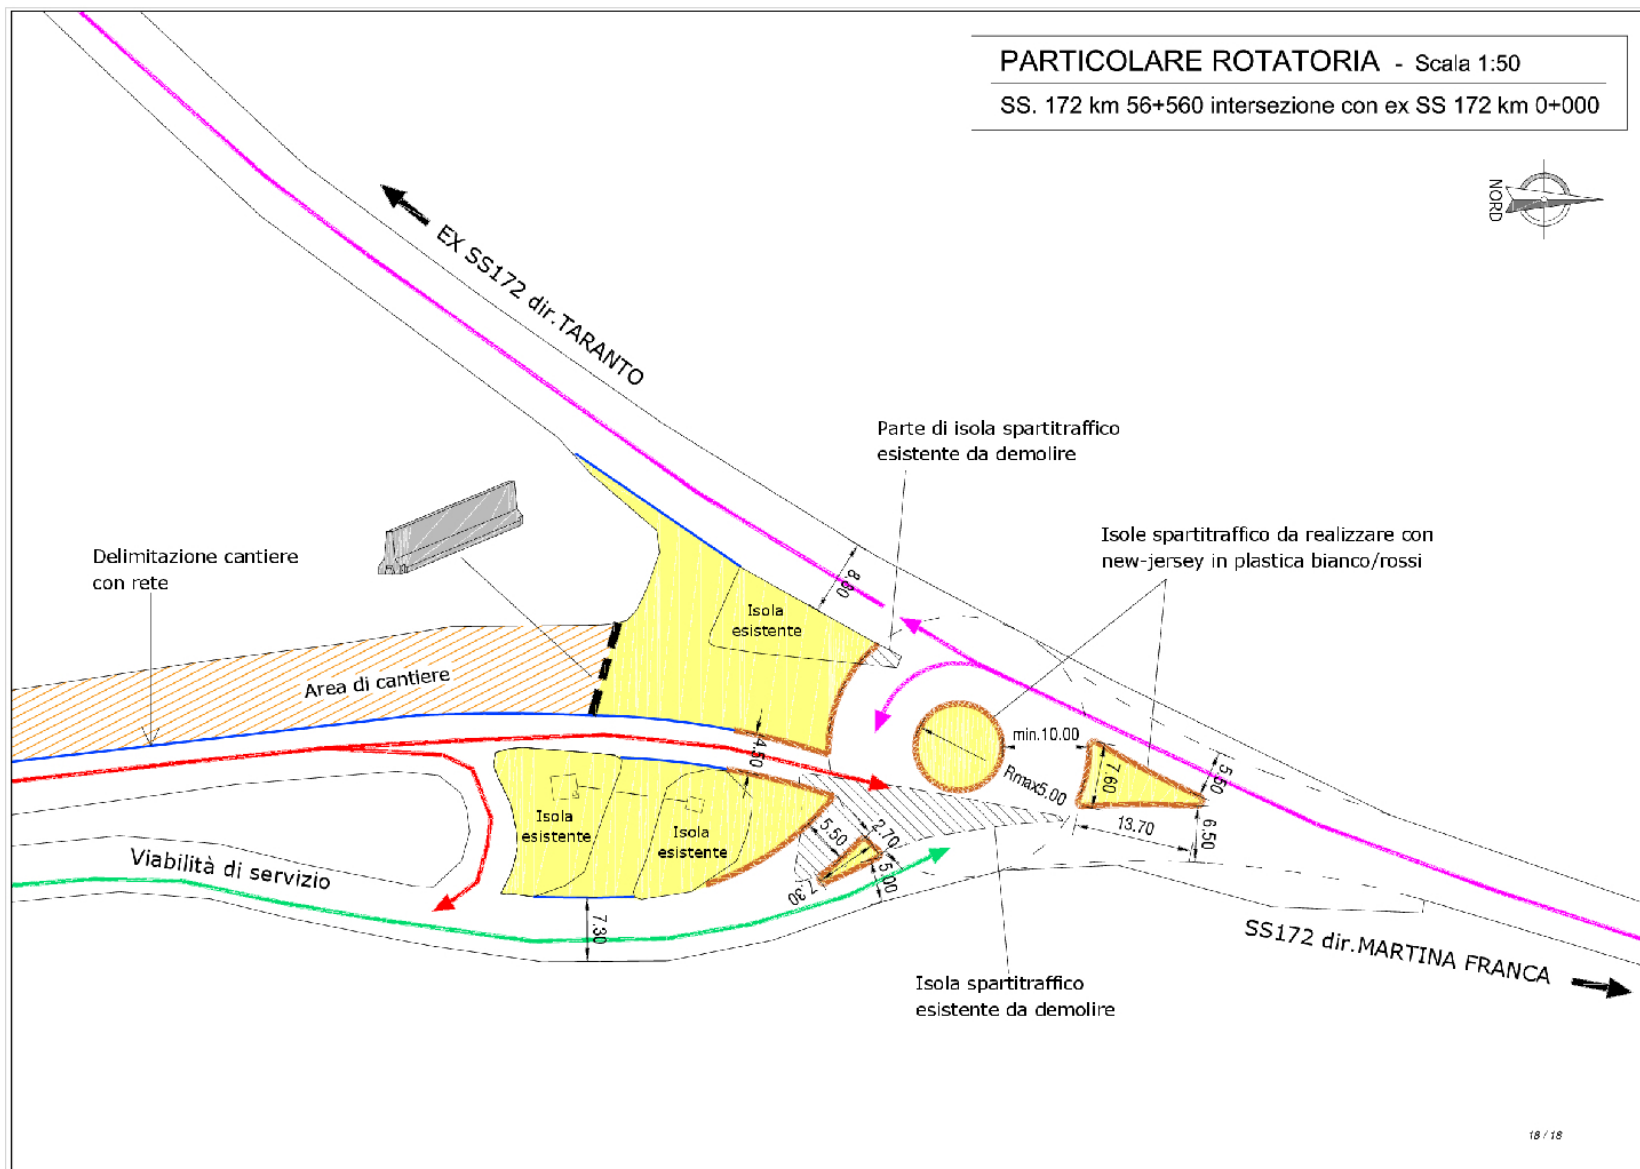 PARTICOLARE ROTATORIA - Scala 1:50
SS. 172 km 56+560 intersezione con ex SS 172 km 0+000
NORD
EX SS172 dir.TARANTO
Parte di isola spartitraffico
esistente da demolire
Isole spartitraffico da realizzare con
new-jersey in plastica bianco/rossi
Delimitazione cantiere
con rete
8.80
Isola
esistente
Area di cantiere
4.50
min.10.00
Rmax5.00
7.60
5.50
13.70
6.50
Isola
esistente
Isola
esistente
5.50
2.70
5.00
7.30
Viabilità di servizio
7.30
SS172 dir.MARTINA FRANCA
Isola spartitraffico
esistente da demolire
18 / 18